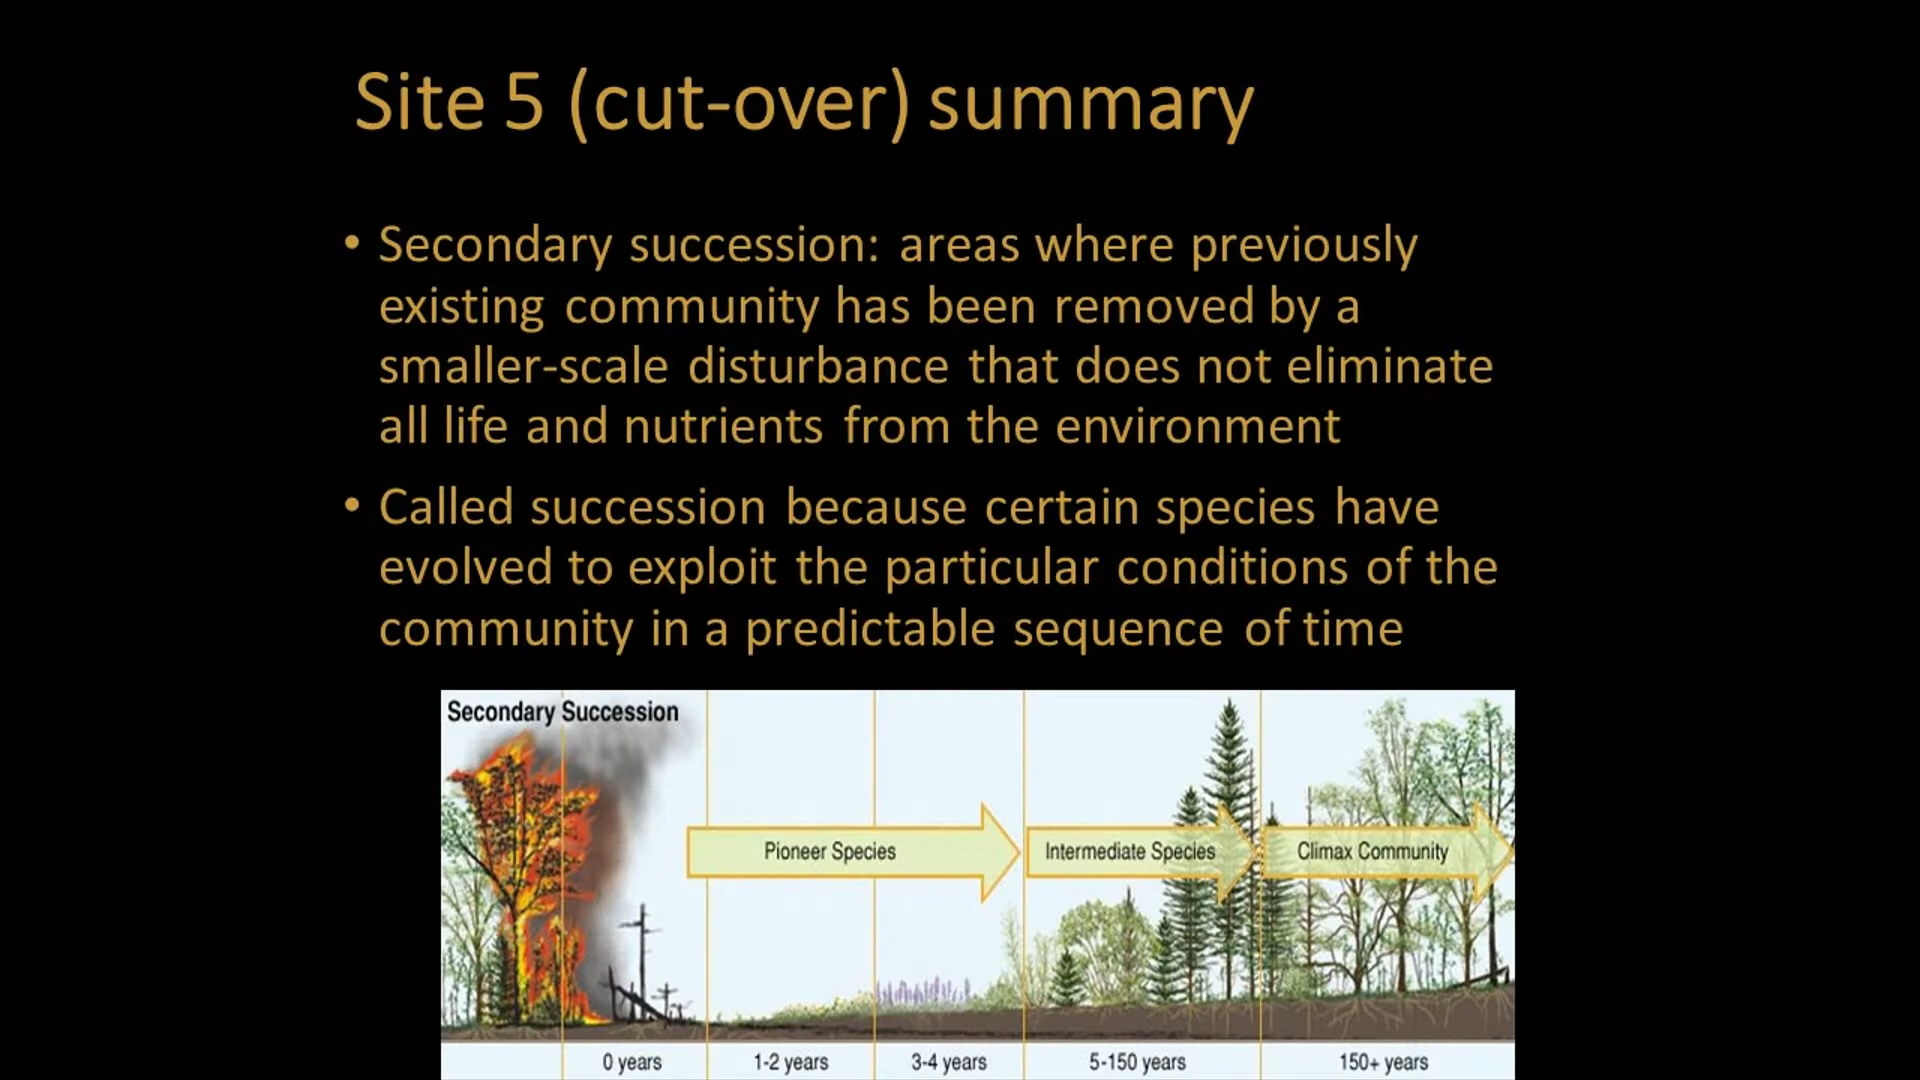 Site 5 (cut-over) summary
• Secondary succession: areas where previously
existing community has been removed by a
smaller-scale disturbance that does not eliminate
all life and nutrients from the environment
• Called succession because certain species have
evolved to exploit the particular conditions of the
community in a predictable sequence of time
Secondary Succession
Pioneer Species
Intermediate Species
Climax Community
0 years
1-2 years
3-4 years
5-150 years
150+ years